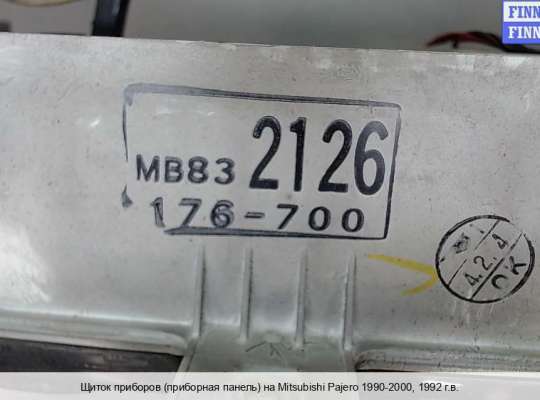 FINN
FINN
MB83 2126
176-700
4.2.4
OK
Щиток приборов (приборная панель) на Mitsubishi Pajero 1990-2000, 1992 г.в.